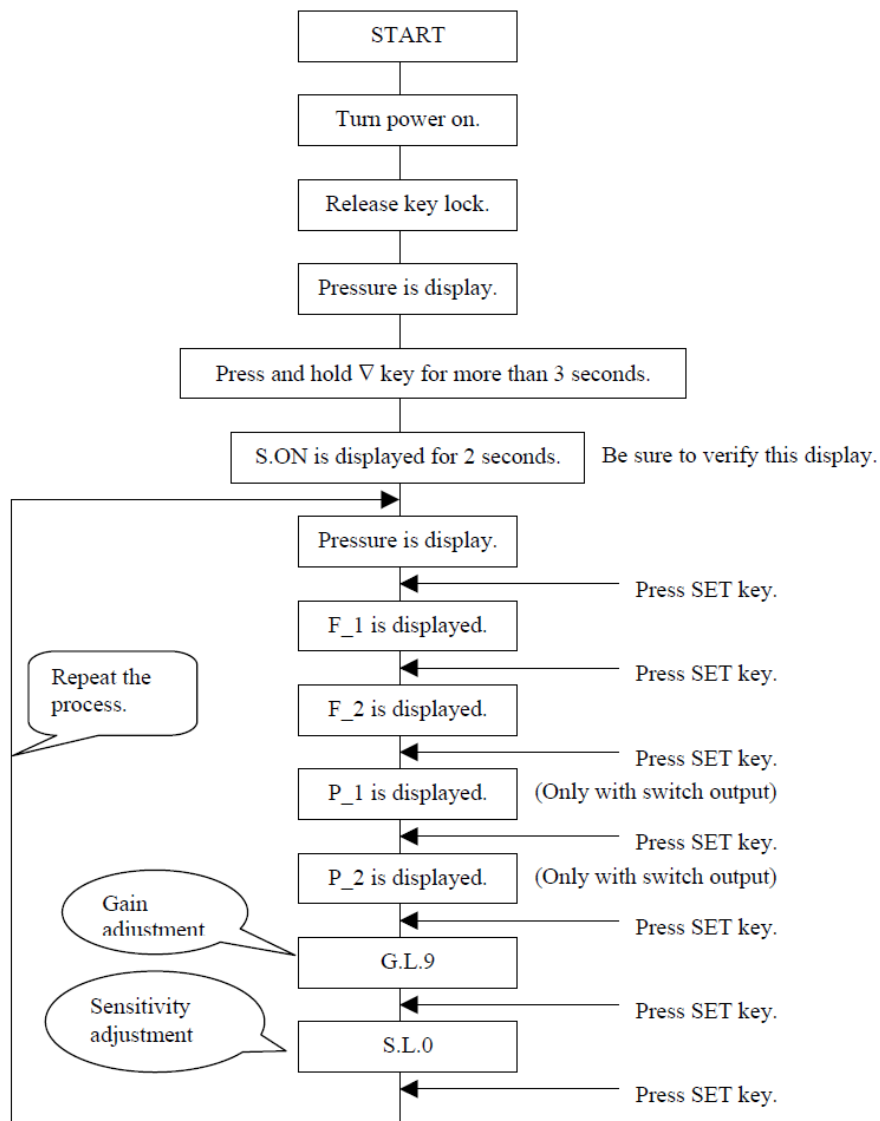 START
Turn power on.
Release key lock.
Pressure is display.
Press and hold ∇ key for more than 3 seconds.
S.ON is displayed for 2 seconds.
Be sure to verify this display.
Pressure is display.
Press SET key.
F_1 is displayed.
Repeat the
process.
Press SET key.
F_2 is displayed.
Press SET key.
P_1 is displayed.
(Only with switch output)
Press SET key.
P_2 is displayed.
(Only with switch output)
Gain
adjustment
Press SET key.
G.L.9
Sensitivity
adjustment
Press SET key.
S.L.0
Press SET key.